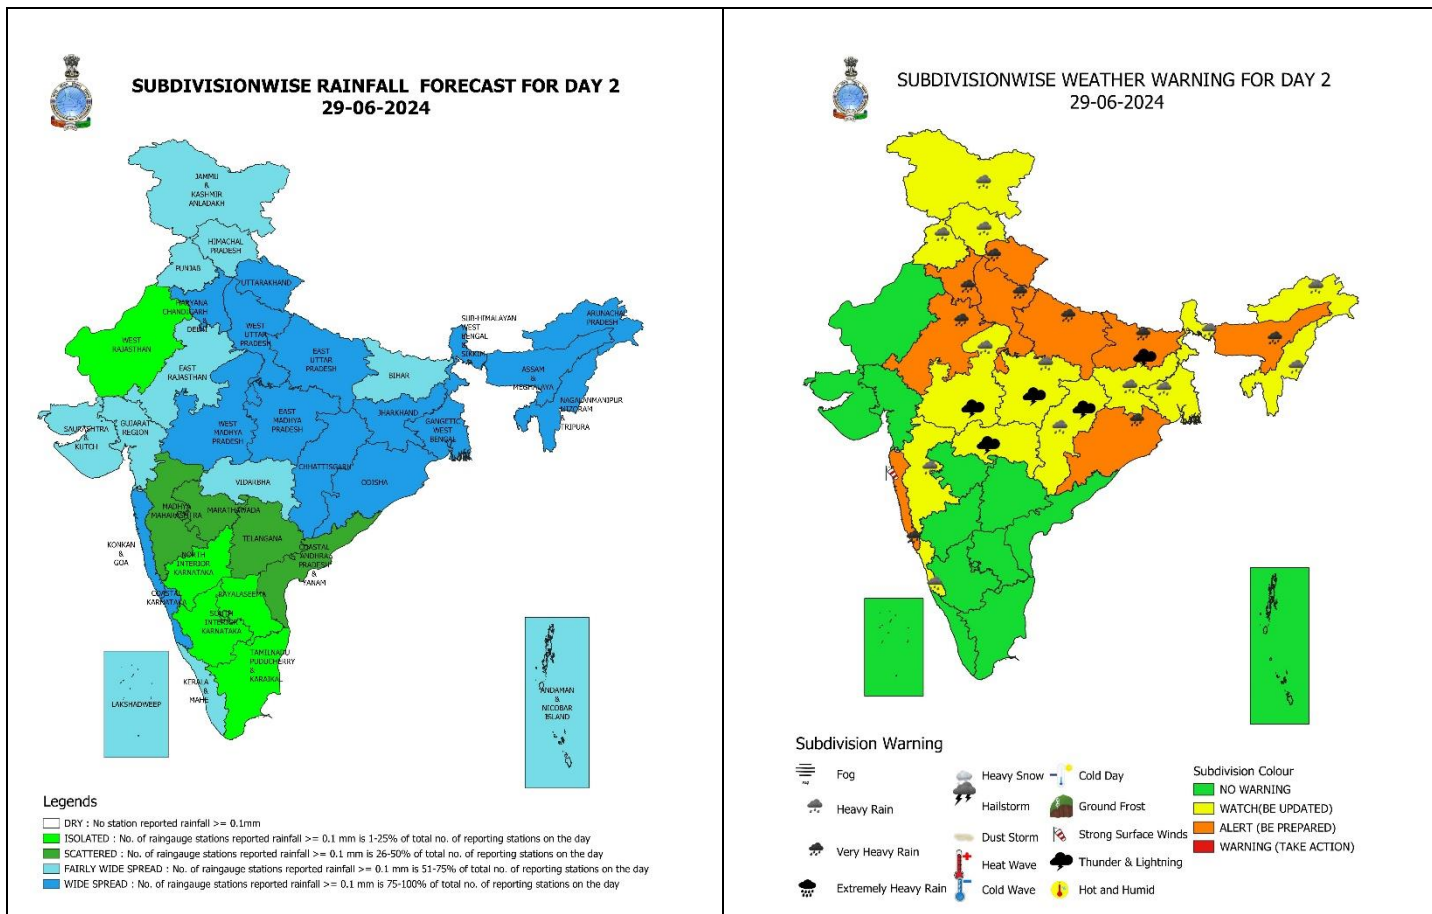 SUBDIVISIONWISE RAINFALL FORECAST FOR DAY 2
29-06-2024
JAMMU
&
KASHMIR
ANLADAKH
HIMACHAL
PRADESH
PUNJAB
UTTARAKHAND
HARYANA
CHANDIGARH
&
DELHI
WEST
UTTAR
PRADESH
WEST
RAJASTHAN
EAST
RAJASTHAN
EAST
UTTAR
PRADESH
BIHAR
SUB-HIMALAYAN
WEST
BENGAL
&
SIKKIM
ARUNACHAL
PRADESH
ASSAM
&
MEGHALAYA
NAGALANMANIPUR
MIZORAM
&
TRIPURA
SAURASHTRA
&
KUTCH
GUJARAT
REGION
WEST
MADHYA
PRADESH
EAST
MADHYA
PRADESH
JHARKHAND
GANGETIC
WEST
BENGAL
CHHATTISGARH
ODISHA
VIDARBHA
MADHYA
MAHARASHTRA
MARATHAWADA
TELANGANA
KONKAN
&
GOA
NORTH
INTERIOR
KARNATAKA
COASTAL
ANDHRA
PRADESH
&
YANAM
COASTAL
KARNATAKA
RAYALASEEMA
SOUTH
INTERIOR
KARNATAKA
TAMILNADU
PUDUCHERRY
&
KARAIKAL
KERALA
&
MAHE
LAKSHADWEEP
ANDAMAN
&
NICOBAR
ISLAND
Legends
DRY : No station reported rainfall >= 0.1mm
ISOLATED : No. of raingauge stations reported rainfall >= 0.1 mm is 1-25% of total no. of reporting stations on the day
SCATTERED : No. of raingauge stations reported rainfall >= 0.1 mm is 26-50% of total no. of reporting stations on the day
FAIRLY WIDE SPREAD : No. of raingauge stations reported rainfall >= 0.1 mm is 51-75% of total no. of reporting stations on the day
WIDE SPREAD : No. of raingauge stations reported rainfall >= 0.1 mm is 75-100% of total no. of reporting stations on the day
SUBDIVISIONWISE WEATHER WARNING FOR DAY 2
29-06-2024
Subdivision Warning
Fog
Heavy Rain
Very Heavy Rain
Extremely Heavy Rain
Heavy Snow
Hailstorm
Dust Storm
Heat Wave
Cold Wave
Cold Day
Ground Frost
Strong Surface Winds
Thunder & Lightning
Hot and Humid
Subdivision Colour
NO WARNING
WATCH(BE UPDATED)
ALERT (BE PREPARED)
WARNING (TAKE ACTION)